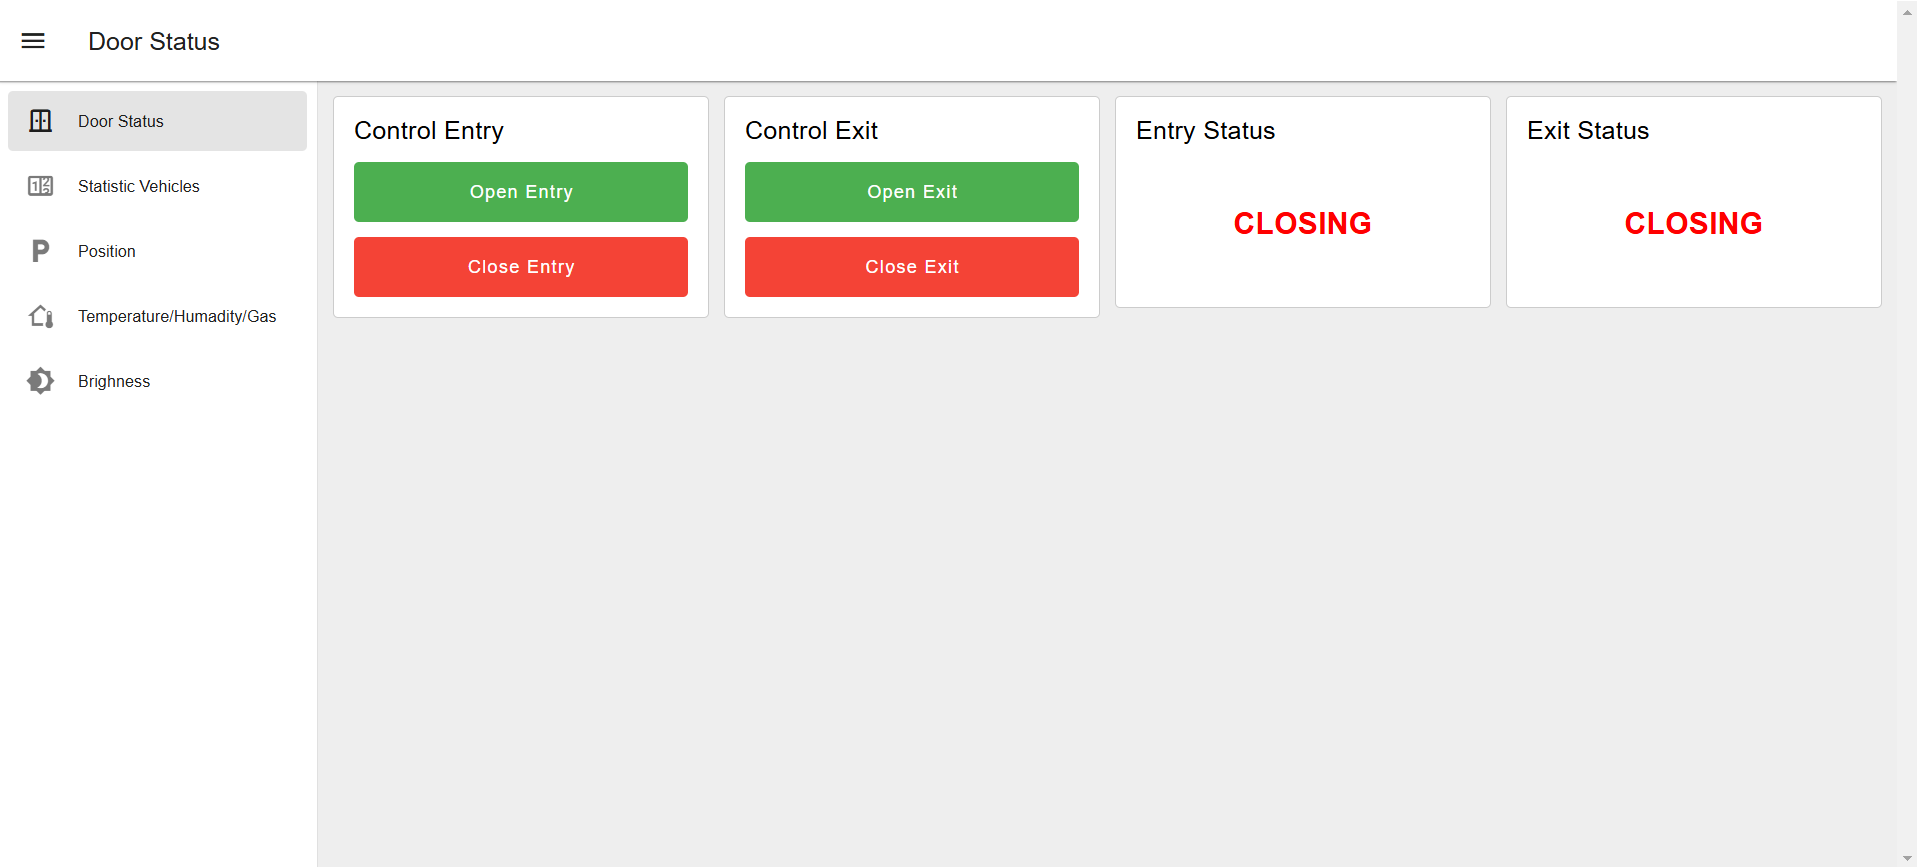 Door Status
Door Status
Statistic Vehicles
Position
Temperature/Humadity/Gas
Brighness
Control Entry
Open Entry
Close Entry
Control Exit
Open Exit
Close Exit
Entry Status
CLOSING
Exit Status
CLOSING